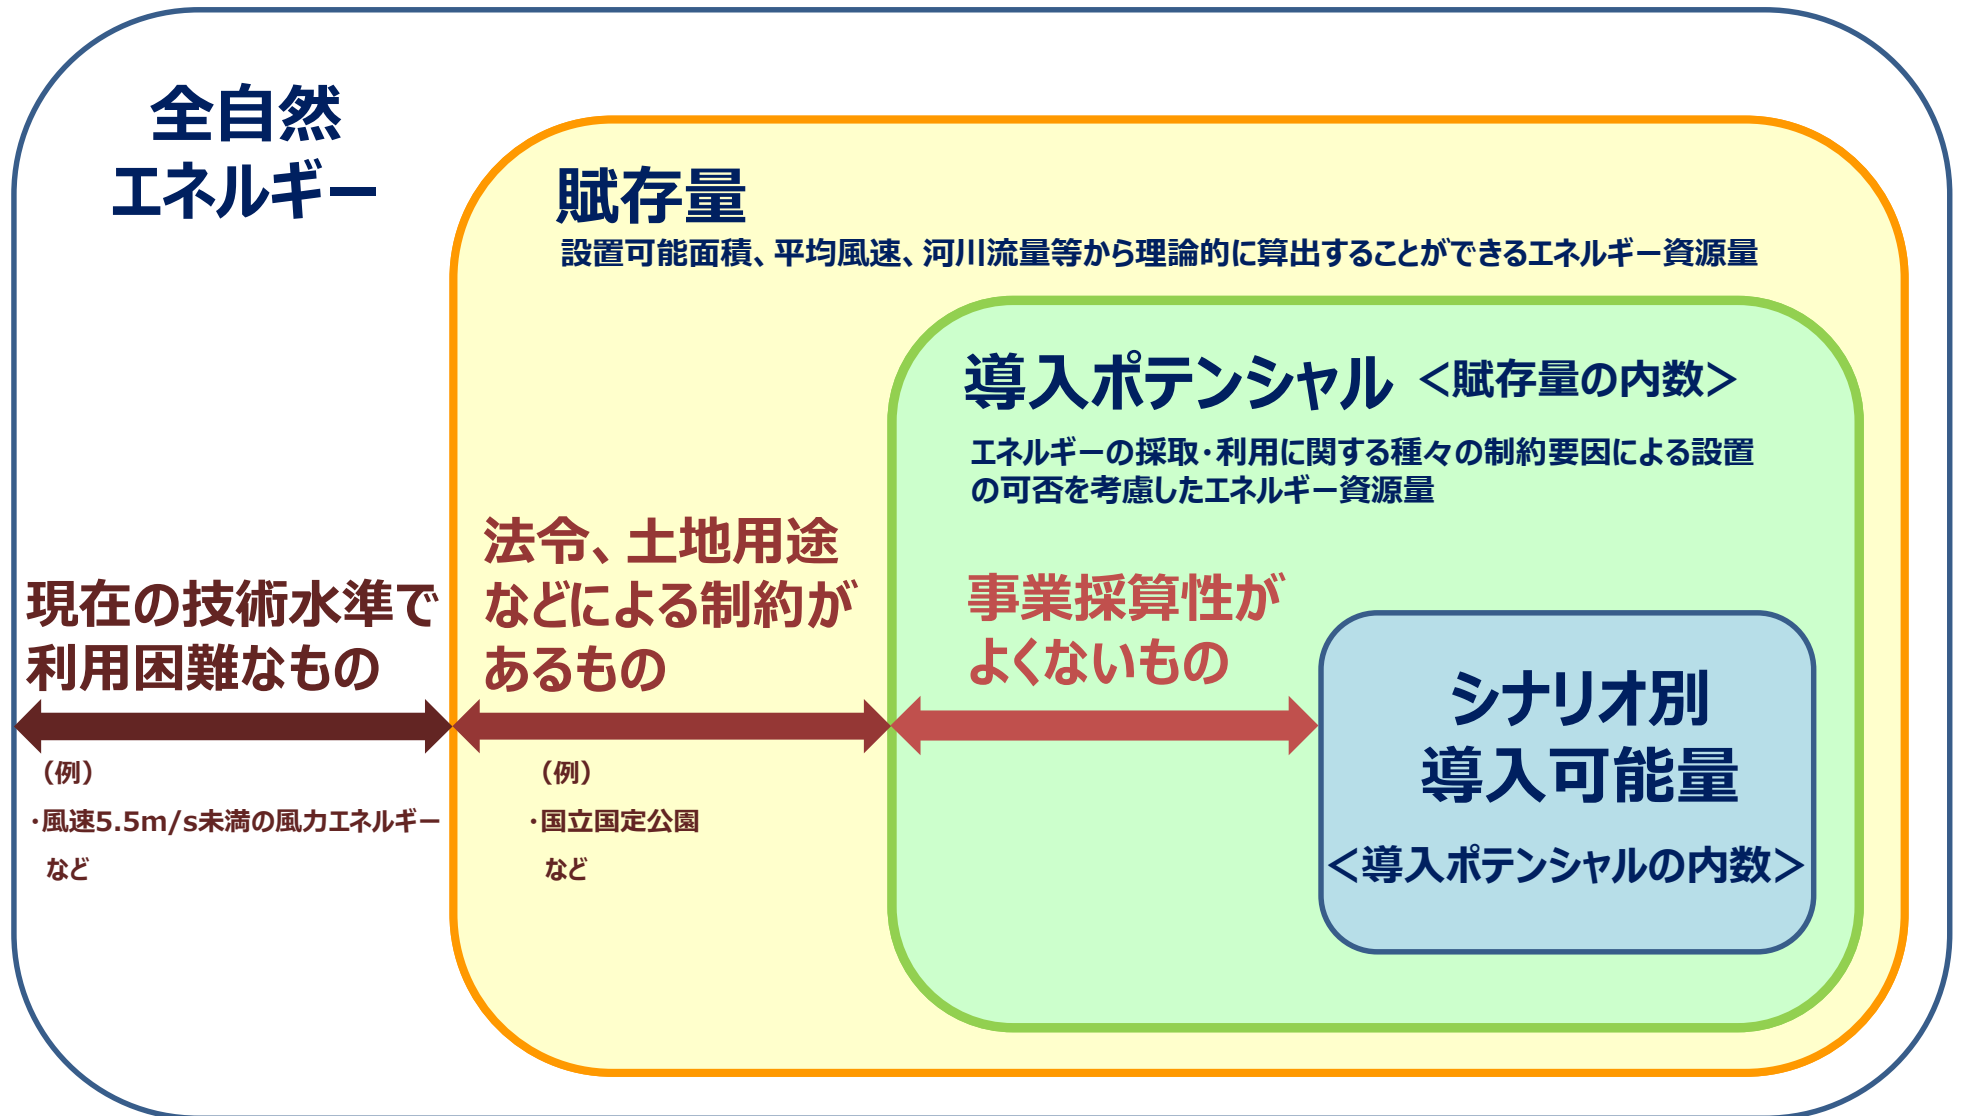 全自然
エネルギー
賦存量
設置可能面積、平均風速、河川流量等から理論的に算出することができるエネルギー資源量
導入ポテンシャル <賦存量の内数>
エネルギーの採取・利用に関する種々の制約要因による設置
の可否を考慮したエネルギー資源量
現在の技術水準で
利用困難なもの
(例)
・風速5.5m/s未満の風力エネルギー
など
法令、土地用途
などによる制約が
あるもの
(例)
・国立国定公園
など
事業採算性が
よくないもの
シナリオ別
導入可能量
<導入ポテンシャルの内数>